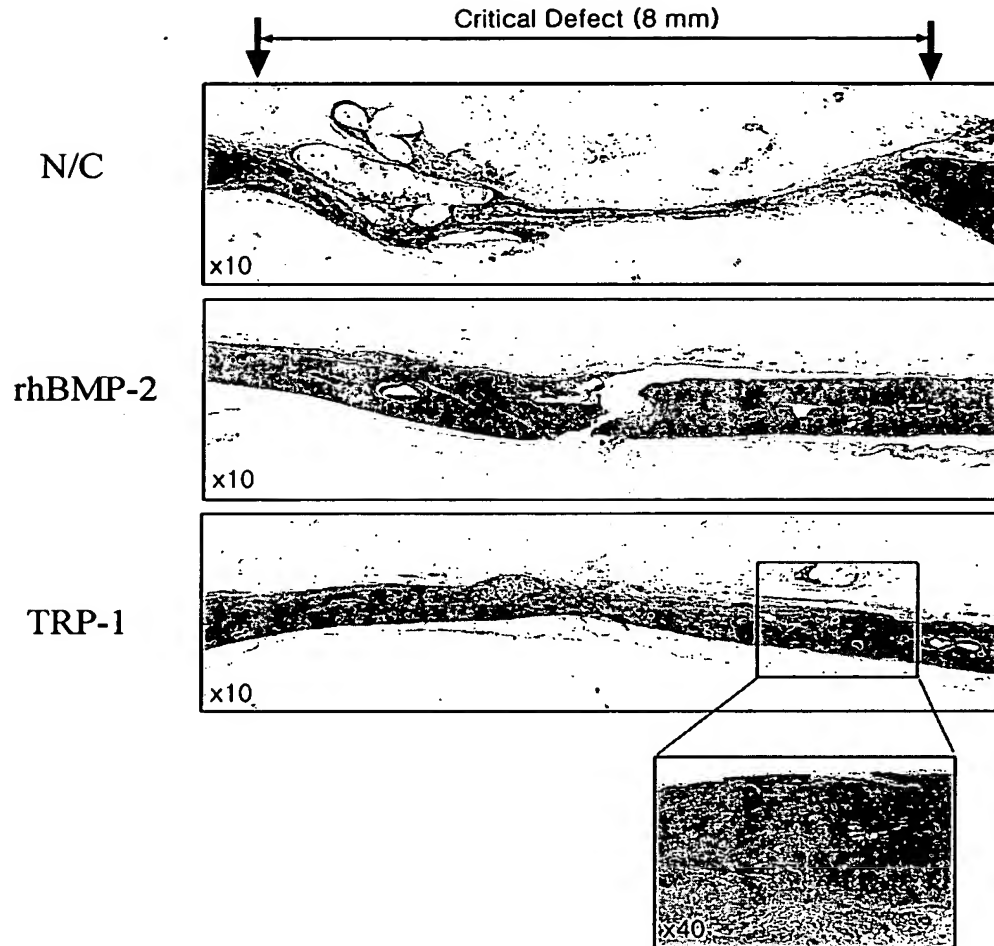 Critical Defect (8 mm)
N/C
x10
rhBMP-2
x10
TRP-1
x10
x40